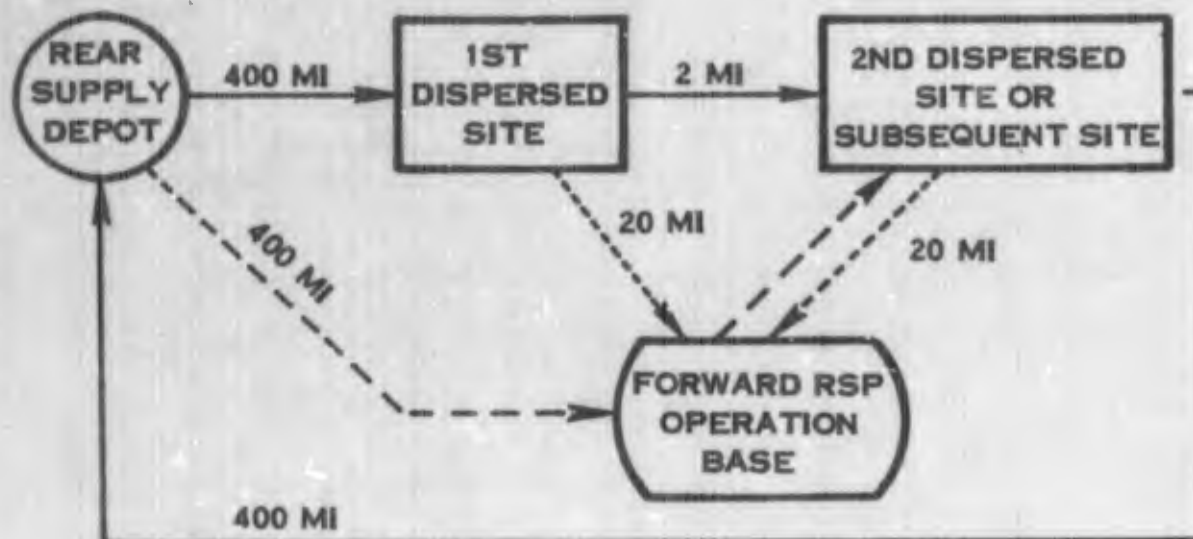 REAR
SUPPLY
DEPOT
400 MI
1ST
DISPERSED
SITE
2 MI
2ND DISPERSED
SITE OR
SUBSEQUENT SITE
400 MI
20 MI
20 MI
FORWARD RSP
OPERATION
BASE
400 MI